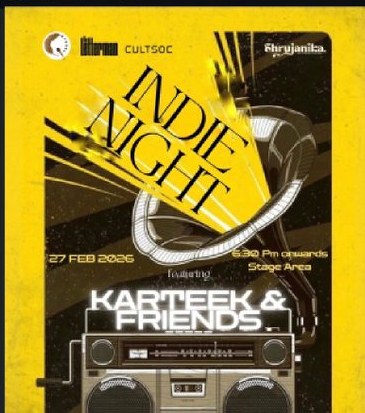 CULTSOC
Shrujanika.
INDIE
NIGHT
27 FEB 2026
6:30 Pm onwards
Stage Area
featuring
KARTEEK &
FRIENDS